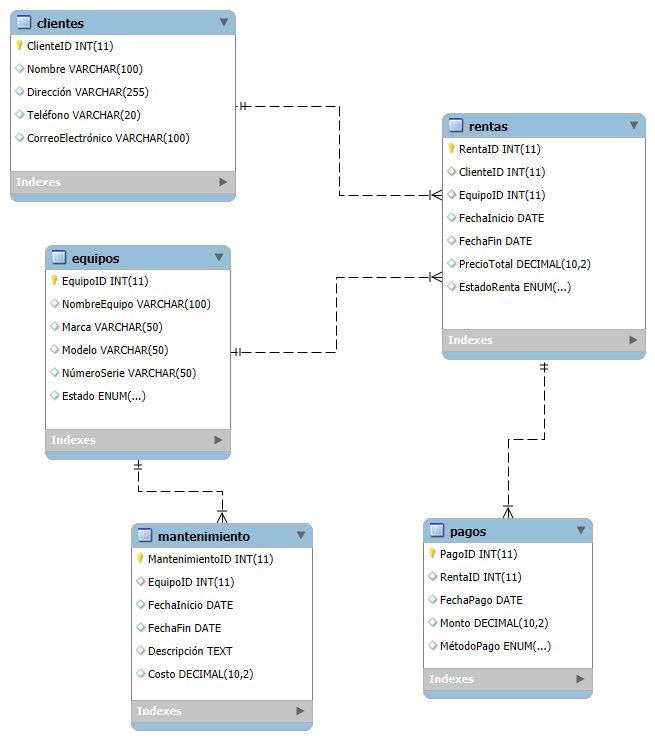 clientes
ClienteID INT(11)
Nombre VARCHAR(100)
Dirección VARCHAR(255)
Teléfono VARCHAR(20)
CorreoElectrónico VARCHAR(100)
Indexes
rentas
RentaID INT(11)
ClienteID INT(11)
EquipoID INT(11)
FechaInicio DATE
FechaFin DATE
PrecioTotal DECIMAL(10,2)
EstadoRenta ENUM(...)
Indexes
equipos
EquipoID INT(11)
NombreEquipo VARCHAR(100)
Marca VARCHAR(50)
Modelo VARCHAR(50)
NúmeroSerie VARCHAR(50)
Estado ENUM(...)
Indexes
mantenimiento
MantenimientoID INT(11)
EquipoID INT(11)
FechaInicio DATE
FechaFin DATE
Descripción TEXT
Costo DECIMAL(10,2)
Indexes
pagos
PagoID INT(11)
RentaID INT(11)
FechaPago DATE
Monto DECIMAL(10,2)
MétodoPago ENUM(...)
Indexes